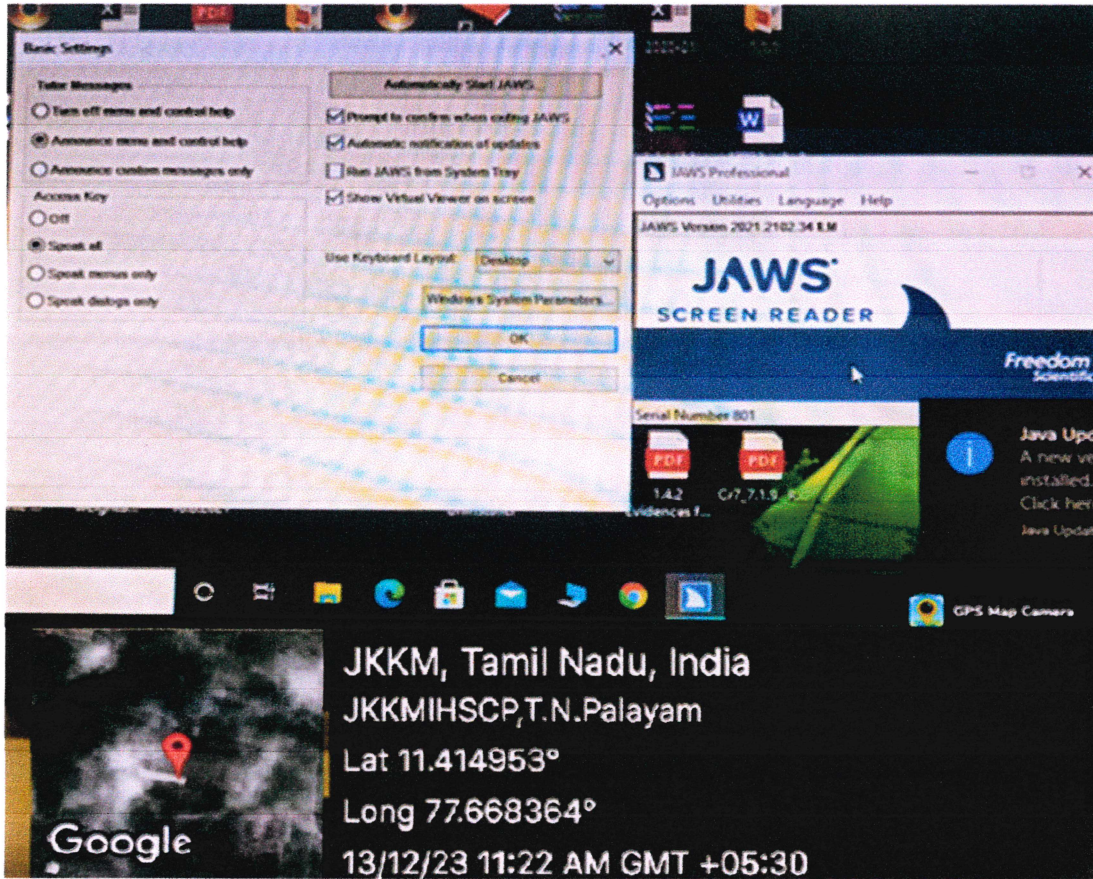 Basic Settings
Tutor Messages
Turn off menu and control help
Announce menu and control help
Announce custom messages only
Access Key
Off
Speak all
Speak menus only
Speak dialogs only
Automatically Start JAWS...
Prompt to confirm when exiting JAWS
Automatic notification of updates
Run JAWS from System Tray
Show Virtual Viewer on screen
Use Keyboard Layout: Desktop
Windows System Parameters...
OK
Cancel
PDF
JAWS Professional
Options Utilities Language Help
JAWS Version 2021.2102.34
JAWS
SCREEN READER
Freedom
Scientific
Serial Number 801
PDF
PDF
1.4.2
Evidences f...
Java Upd
A new ve
installed.
Click her
Java Updat
GPS Map Camera
JKKM, Tamil Nadu, India
JKKMIHSCP,T.N.Palayam
Lat 11.414953°
Long 77.668364°
13/12/23 11:22 AM GMT +05:30
Google